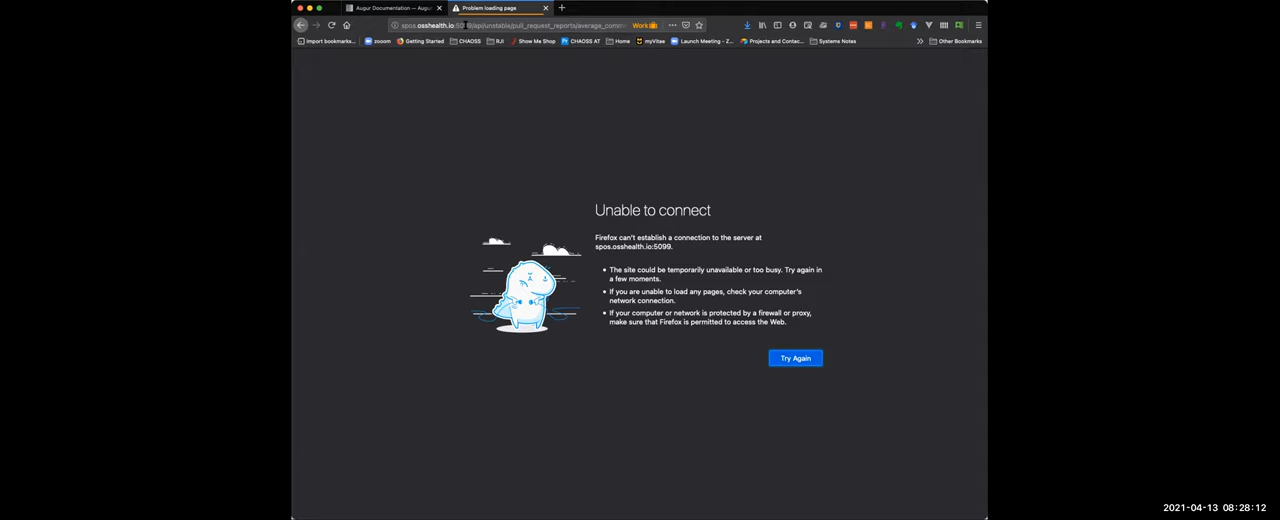 Augur Documentation — Augu
Problem loading page
spos.osshealth.io:5099/api/unstable/pull_request_reports/average_comm
Work
Import bookmarks...
zooom
Getting Started
CHAOSS
RJI
Show Me Shop
CHAOSS AT
Home
myVitae
Launch Meeting - Z...
Projects and Contac...
Systems Notes
Other Bookmarks
Unable to connect
Firefox can't establish a connection to the server at
spos.osshealth.io:5099.
The site could be temporarily unavailable or too busy. Try again in
a few moments.
If you are unable to load any pages, check your computer's
network connection.
If your computer or network is protected by a firewall or proxy,
make sure that Firefox is permitted to access the Web.
Try Again
2021-04-13 08:28:12